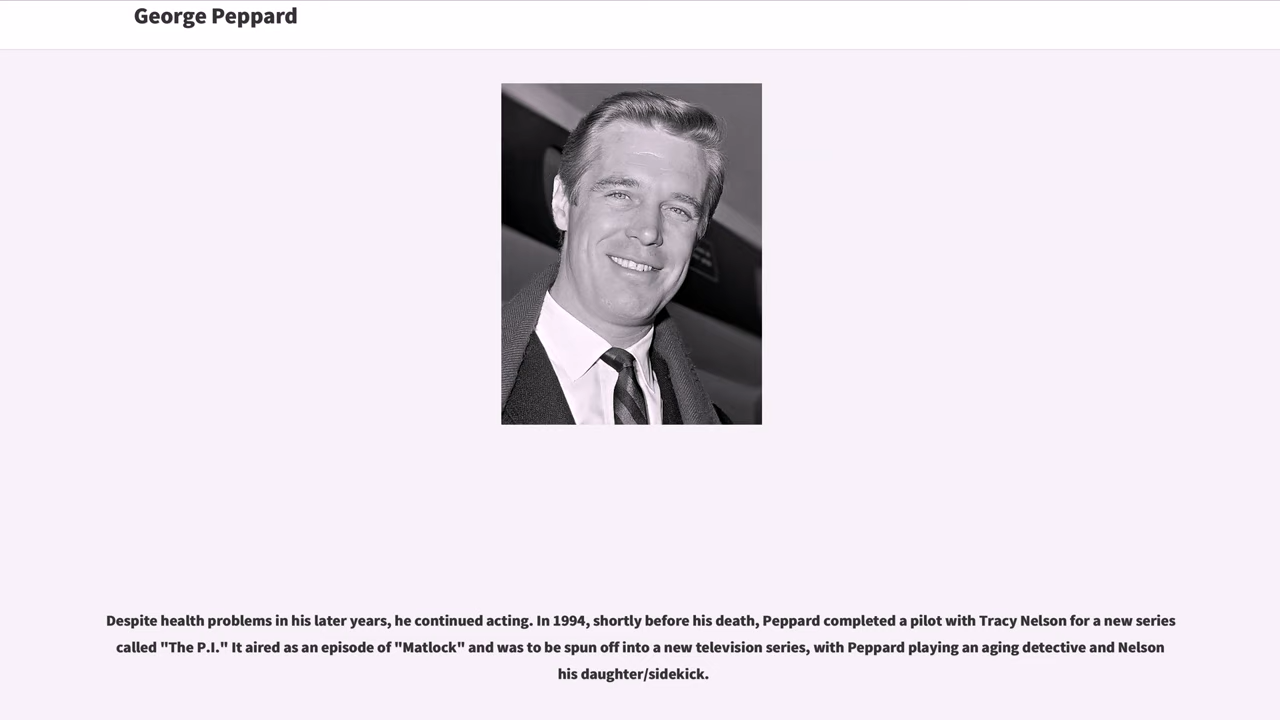 George Peppard
Despite health problems in his later years, he continued acting. In 1994, shortly before his death, Peppard completed a pilot with Tracy Nelson for a new series
called "The P.I." It aired as an episode of "Matlock" and was to be spun off into a new television series, with Peppard playing an aging detective and Nelson
his daughter/sidekick.